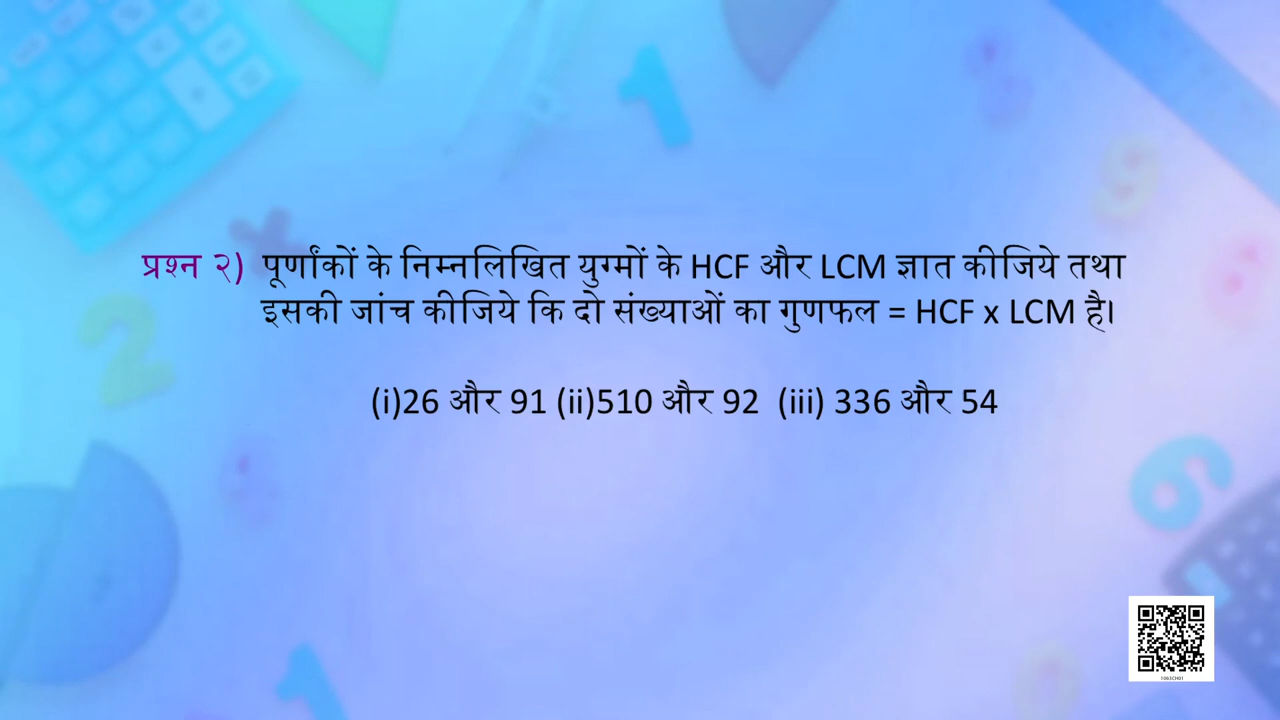 प्रश्न २) पूर्णांकों के निम्नलिखित युग्मों के HCF और LCM ज्ञात कीजिये तथा
इसकी जांच कीजिये कि दो संख्याओं का गुणफल = HCF x LCM है।
(i)26 और 91 (ii)510 और 92 (iii) 336 और 54
1063CH01